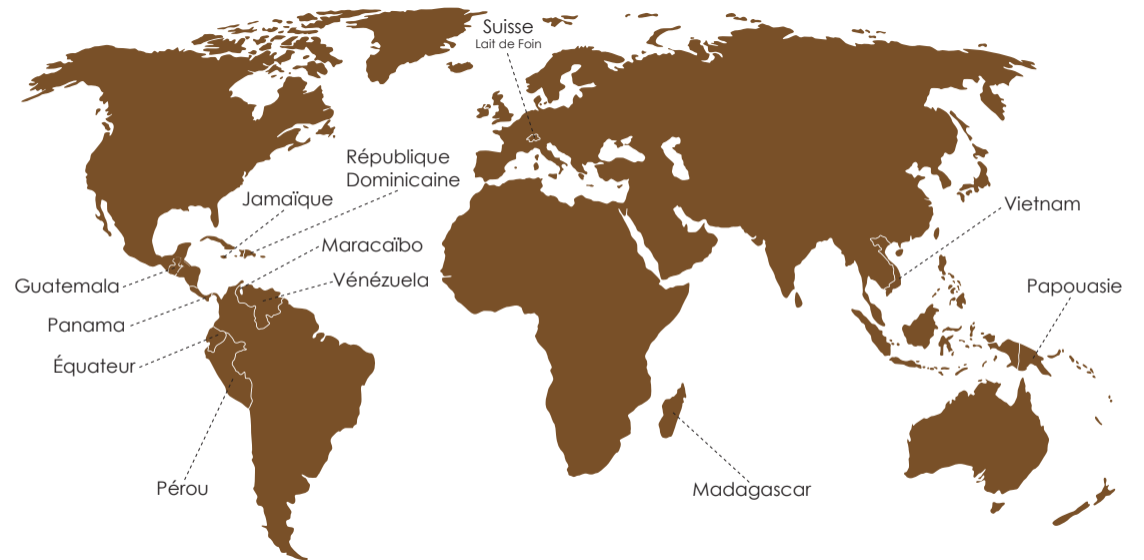 Suisse
Lait de Foin
République
Dominicaine
Jamaïque
Vietnam
Maracaïbo
Guatemala
Vénézuela
Papouasie
Panama
Équateur
Pérou
Madagascar